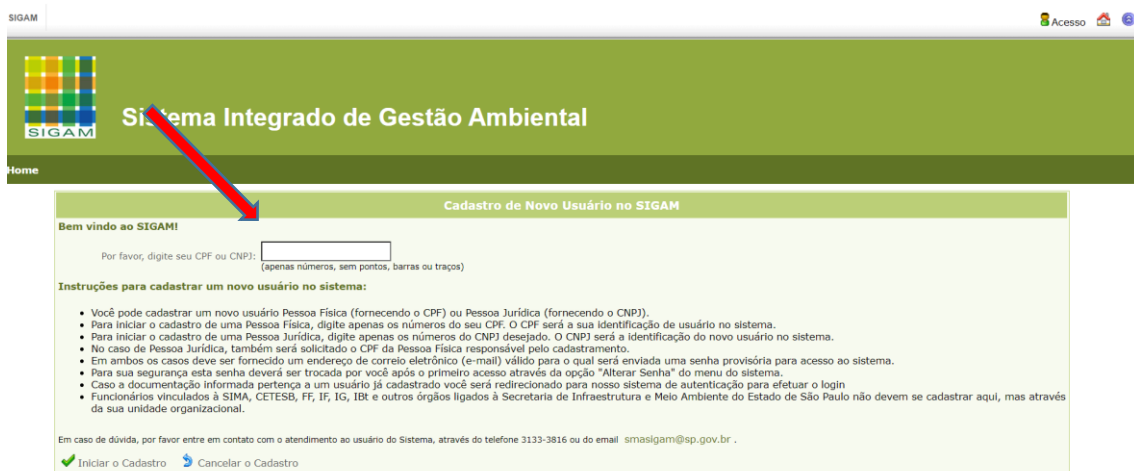 SIGAM
Acesso
SIGAM
Sistema Integrado de Gestão Ambiental
Home
Cadastro de Novo Usuário no SIGAM
Bem vindo ao SIGAM!
Por favor, digite seu CPF ou CNPJ:
(apenas números, sem pontos, barras ou traços)
Instruções para cadastrar um novo usuário no sistema:
• Você pode cadastrar um novo usuário Pessoa Física (fornecendo o CPF) ou Pessoa Jurídica (fornecendo o CNPJ).
• Para iniciar o cadastro de uma Pessoa Física, digite apenas os números do seu CPF. O CPF será a sua identificação de usuário no sistema.
• Para iniciar o cadastro de uma Pessoa Jurídica, digite apenas os números do CNPJ desejado. O CNPJ será a identificação do novo usuário no sistema.
• No caso de Pessoa Jurídica, também será solicitado o CPF da Pessoa Física responsável pelo cadastramento.
• Em ambos os casos deve ser fornecido um endereço de correio eletrônico (e-mail) válido para o qual será enviada uma senha provisória para acesso ao sistema.
• Para sua segurança esta senha deverá ser trocada por você após o primeiro acesso através da opção "Alterar Senha" do menu do sistema.
• Caso a documentação informada pertença a um usuário já cadastrado você será redirecionado para nosso sistema de autenticação para efetuar o login
• Funcionários vinculados à SIMA, CETESB, FF, IF, IG, IBt e outros órgãos ligados à Secretaria de Infraestrutura e Meio Ambiente do Estado de São Paulo não devem se cadastrar aqui, mas através
da sua unidade organizacional.
Em caso de dúvida, por favor entre em contato com o atendimento ao usuário do Sistema, através do telefone 3133-3816 ou do email smasigam@sp.gov.br .
Iniciar o Cadastro Cancelar o Cadastro